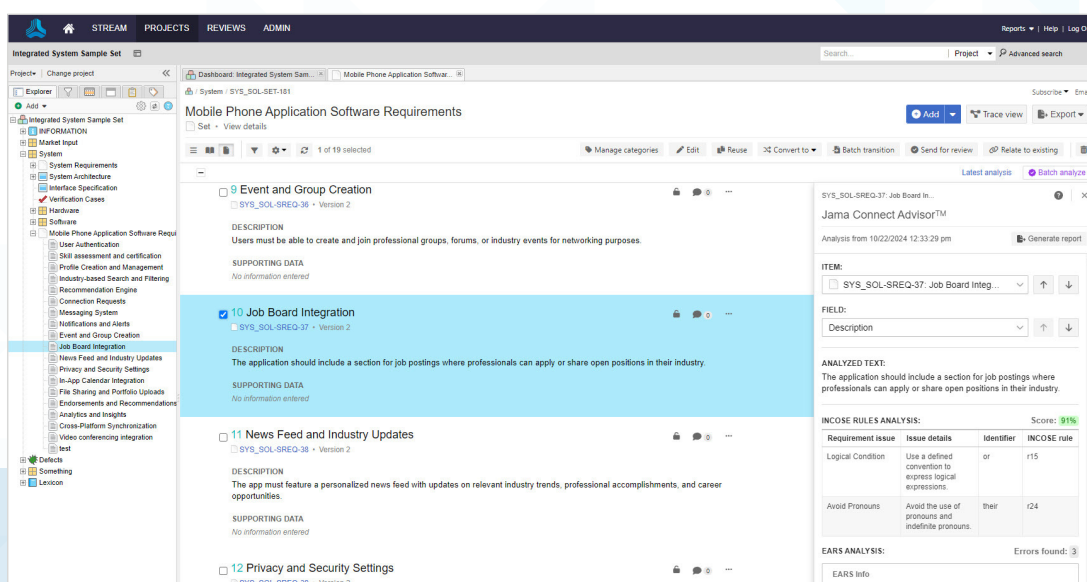 STREAM PROJECTS REVIEWS ADMIN Reports | Help | Log O
Integrated System Sample Set Search... Project Advanced search
Project Change project
Dashboard: Integrated System Sam... Mobile Phone Application Softwar...
Explorer
Add
Integrated System Sample Set
INFORMATION
Market Input
System
System Requirements
System Architecture
Interface Specification
Verification Cases
Hardware
Software
Mobile Phone Application Software Requi
User Authentication
Skill assessment and certification
Profile Creation and Management
Industry-based Search and Filtering
Recommendation Engine
Connection Requests
Messaging System
Notifications and Alerts
Event and Group Creation
Job Board Integration
News Feed and Industry Updates
Privacy and Security Settings
In-App Calendar Integration
File Sharing and Portfolio Uploads
Endorsements and Recommendations
Analytics and Insights
Cross-Platform Synchronization
Video conferencing integration
test
Defects
Something
Lexicon
/ System / SYS_SOL-SET-181 Subscribe Ema
Mobile Phone Application Software Requirements
Set • View details
Add Trace view Export
1 of 19 selected Manage categories Edit Reuse Convert to Batch transition Send for review Relate to existing
Latest analysis Batch analyze
9 Event and Group Creation 0 ...
SYS_SOL-SREQ-36 • Version 2
DESCRIPTION
Users must be able to create and join professional groups, forums, or industry events for networking purposes.
SUPPORTING DATA
No information entered
10 Job Board Integration 0 ...
SYS_SOL-SREQ-37 • Version 2
DESCRIPTION
The application should include a section for job postings where professionals can apply or share open positions in their industry.
SUPPORTING DATA
No information entered
11 News Feed and Industry Updates 0 ...
SYS_SOL-SREQ-38 • Version 2
DESCRIPTION
The app must feature a personalized news feed with updates on relevant industry trends, professional accomplishments, and career
opportunities.
SUPPORTING DATA
No information entered
12 Privacy and Security Settings 0 ...
SYS_SOL-SREQ-37: Job Board In...
Jama Connect Advisor™
Analysis from 10/22/2024 12:33:29 pm Generate report
ITEM:
SYS_SOL-SREQ-37: Job Board Integ...
FIELD:
Description
ANALYZED TEXT:
The application should include a section for job postings where
professionals can apply or share open positions in their industry.
INCOSE RULES ANALYSIS: Score: 91%
Requirement issue Issue details Identifier INCOSE rule
Logical Condition Use a defined or r15
convention to
express logical
expressions.
Avoid Pronouns Avoid the use of their r24
pronouns and
indefinite pronouns.
EARS ANALYSIS: Errors found: 3
EARS Info